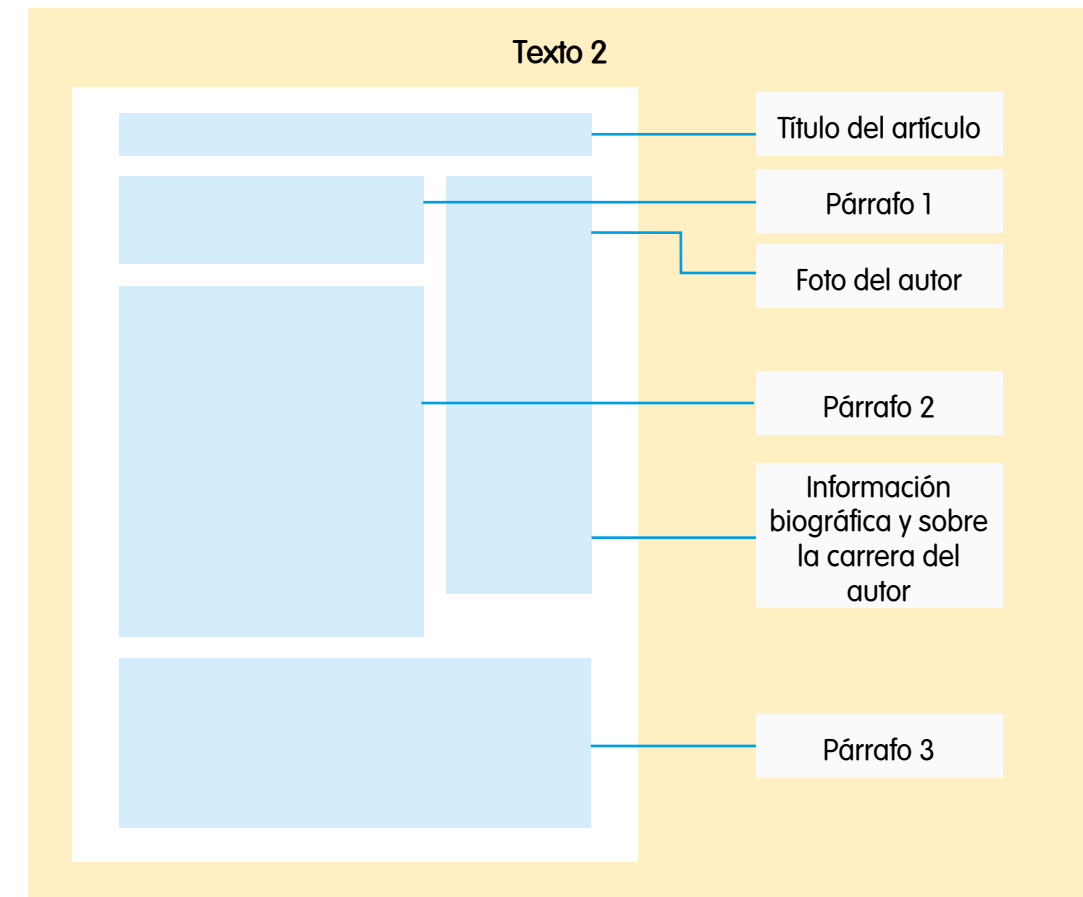 Texto 2
Título del artículo
Párrafo 1
Foto del autor
Párrafo 2
Información
biográfica y sobre
la carrera del
autor
Párrafo 3